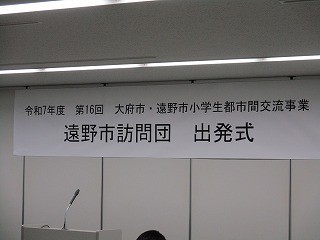 令和7年度　第16回　大府市・遠野市小学生都市間交流事業
遠野市訪問団　出発式